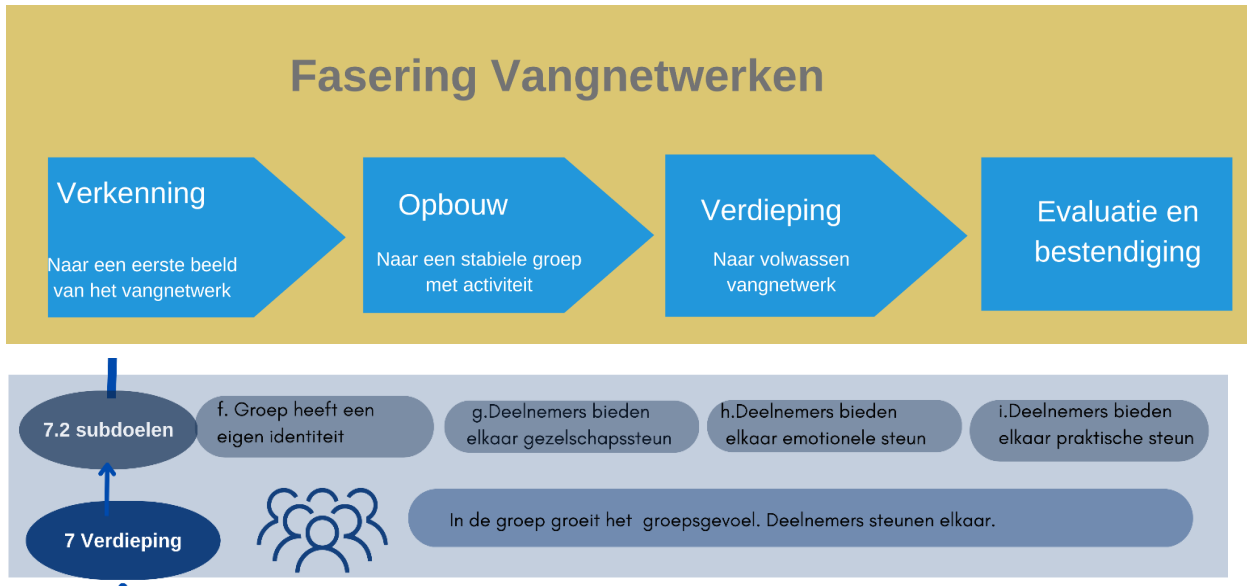 Fasering Vangnetwerken
Verkenning
Naar een eerste beeld
van het vangnetwerk
Opbouw
Naar een stabiele groep
met activiteit
Verdieping
Naar volwassen
vangnetwerk
Evaluatie en
bestendiging
7.2 subdoelen
f. Groep heeft een
eigen identiteit
g.Deelnemers bieden
elkaar gezelschapssteun
h.Deelnemers bieden
elkaar emotionele steun
i.Deelnemers bieden
elkaar praktische steun
7 Verdieping
In de groep groeit het groepsgevoel. Deelnemers steunen elkaar.